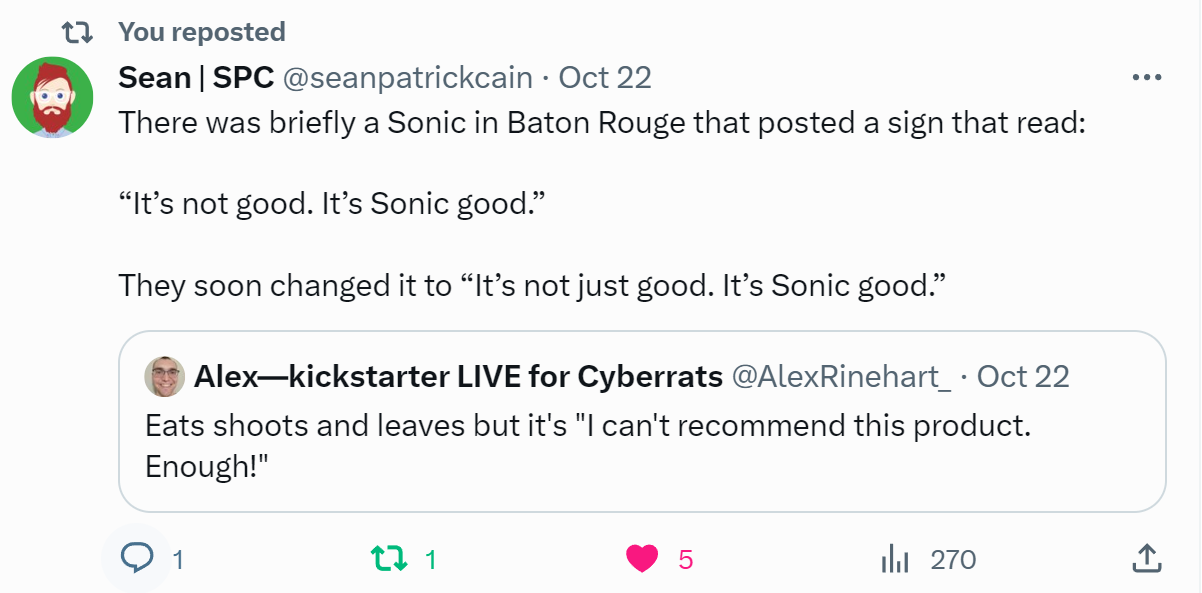 You reposted
Sean | SPC @seanpatrickcain · Oct 22
There was briefly a Sonic in Baton Rouge that posted a sign that read:
“It’s not good. It’s Sonic good.”
They soon changed it to “It’s not just good. It’s Sonic good.”
Alex—kickstarter LIVE for Cyberrats @AlexRinehart_ · Oct 22
Eats shoots and leaves but it's "I can't recommend this product.
Enough!"
1 1 5 270